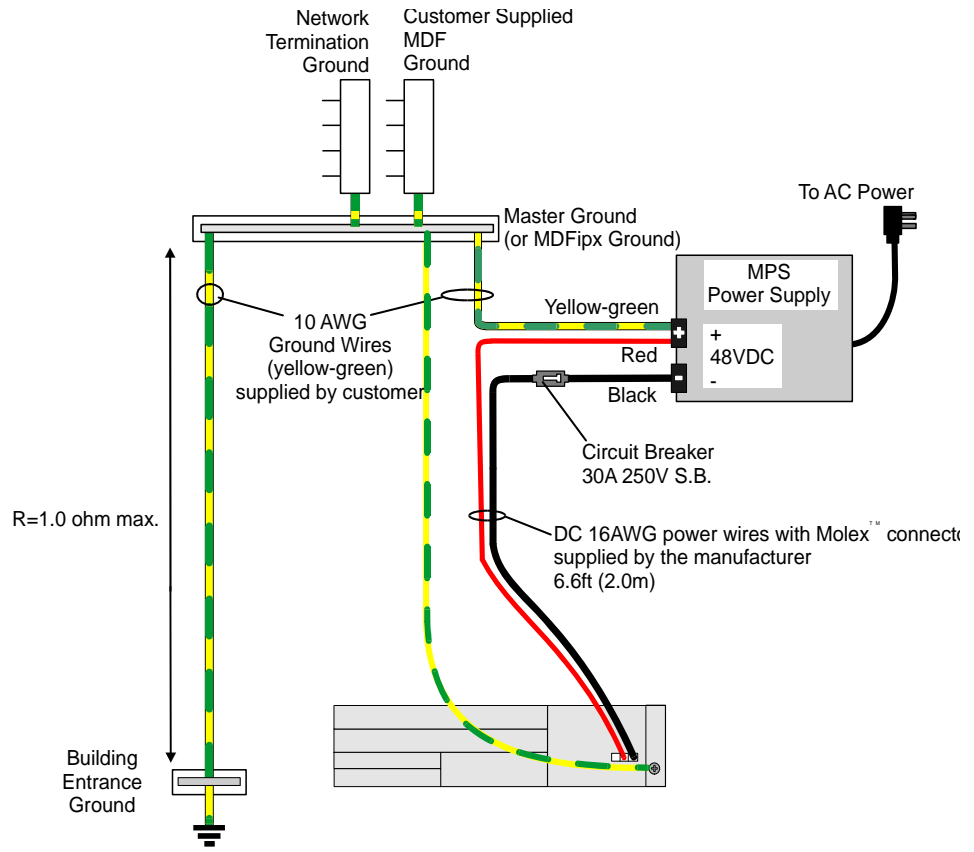 Network
Termination
Ground
Customer Supplied
MDF
Ground
To AC Power
Master Ground
(or MDFipx Ground)
MPS
Power Supply
Yellow-green
+
+
48VDC
-
-
Red
Black
10 AWG
Ground Wires
(yellow-green)
supplied by customer
Circuit Breaker
30A 250V S.B.
R=1.0 ohm max.
DC 16AWG power wires with Molex™ connecto
supplied by the manufacturer
6.6ft (2.0m)
Building
Entrance
Ground